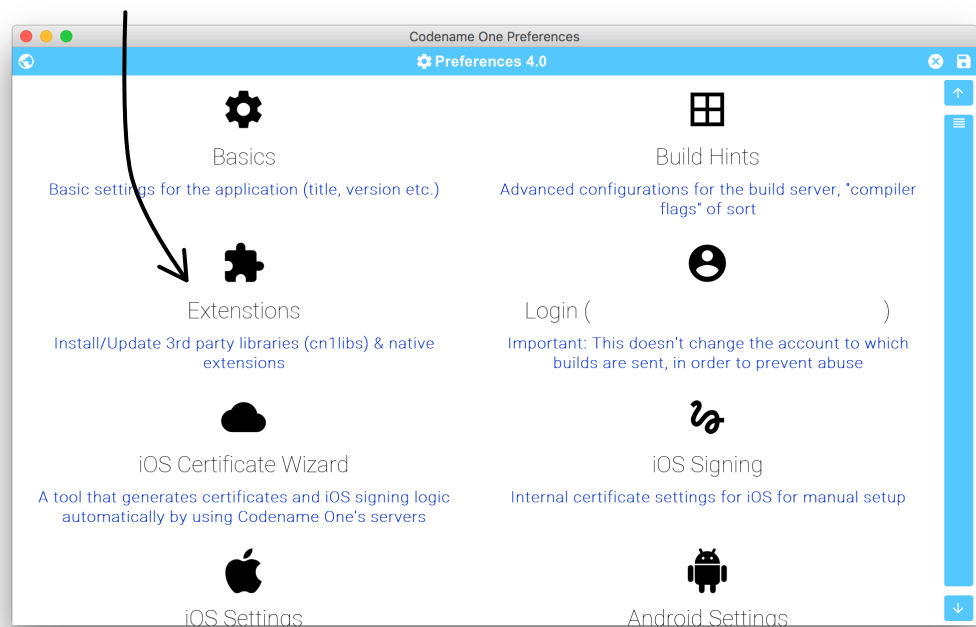 Codename One Preferences
Preferences 4.0
Basics
Basic settings for the application (title, version etc.)
Build Hints
Advanced configurations for the build server, "compiler
flags" of sort
Extenstions
Install/Update 3rd party libraries (cn1libs) & native
extensions
Login ( )
Important: This doesn't change the account to which
builds are sent, in order to prevent abuse
iOS Certificate Wizard
A tool that generates certificates and iOS signing logic
automatically by using Codename One's servers
iOS Signing
Internal certificate settings for iOS for manual setup
iOS Settings
Android Settings